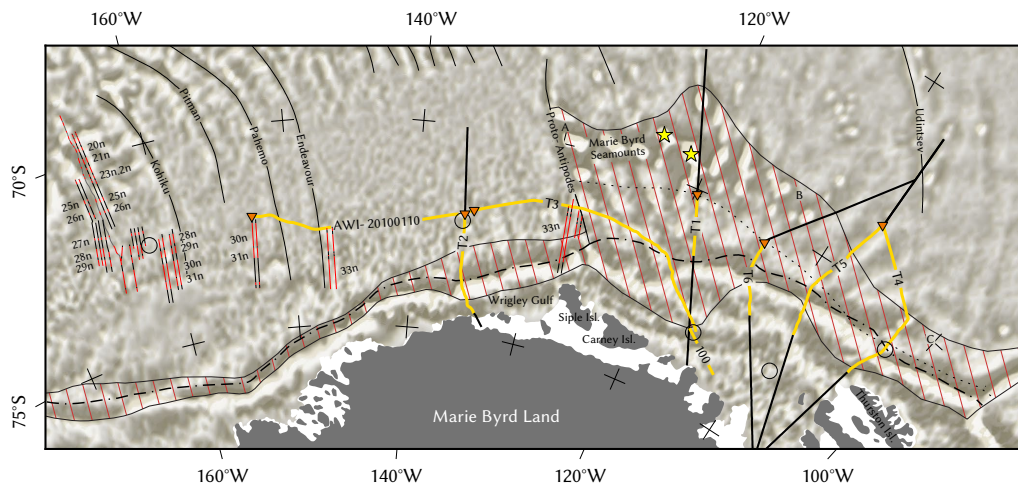 160°W
140°W
120°W
70°S
75°S
Pitman
Pahemo
Endeavour
Kohiku
Proto- Antipodes
Udintsev
20n
21n
23n.2n
25n
26n
25n
26n
27n
28n
29n
28n
29n
30n
31n
30n
31n
33n
33n
AWI- 20100110
T2
T3
T1
T6
T5
T4
A
B
C
Marie Byrd
Seamounts
Wrigley Gulf
Siple Isl.
Carney Isl.
100
Thurston Isl.
Marie Byrd Land
160°W
140°W
120°W
100°W